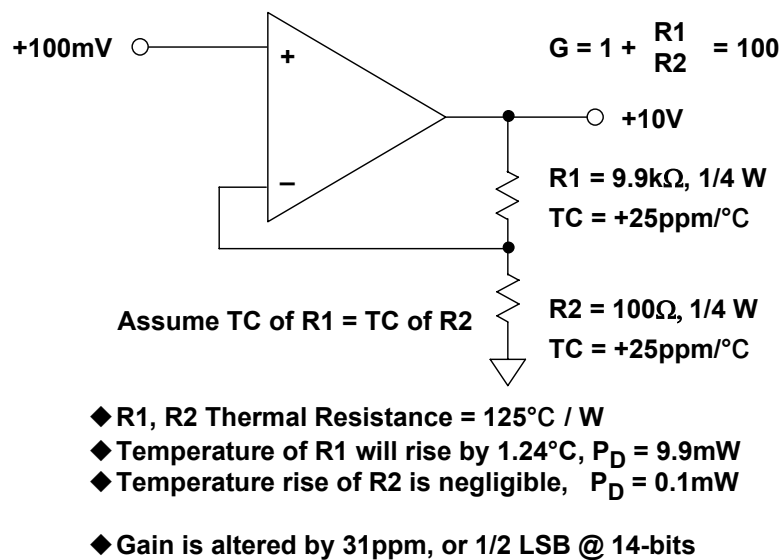 +100mV
+
−
G = 1 + R1 / R2 = 100
+10V
R1 = 9.9kΩ, 1/4 W
TC = +25ppm/°C
Assume TC of R1 = TC of R2
R2 = 100Ω, 1/4 W
TC = +25ppm/°C
◆ R1, R2 Thermal Resistance = 125°C / W
◆ Temperature of R1 will rise by 1.24°C, PD = 9.9mW
◆ Temperature rise of R2 is negligible, PD = 0.1mW
◆ Gain is altered by 31ppm, or 1/2 LSB @ 14-bits